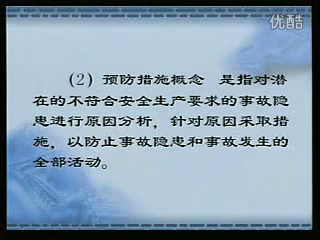 优酷
(2) 预防措施概念 是指对潜
在的不符合安全生产要求的事故隐
患进行原因分析，针对原因采取措
施，以防止事故隐患和事故发生的
全部活动。